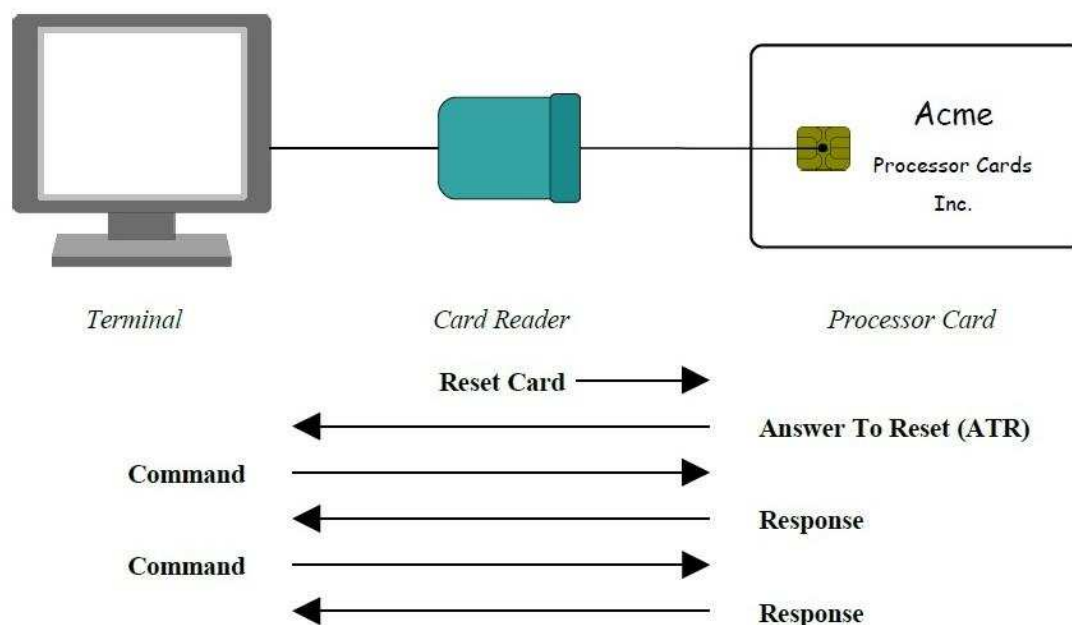 Acme
Processor Cards
Inc.
Terminal Card Reader Processor Card
Reset Card
Answer To Reset (ATR)
Command
Response
Command
Response